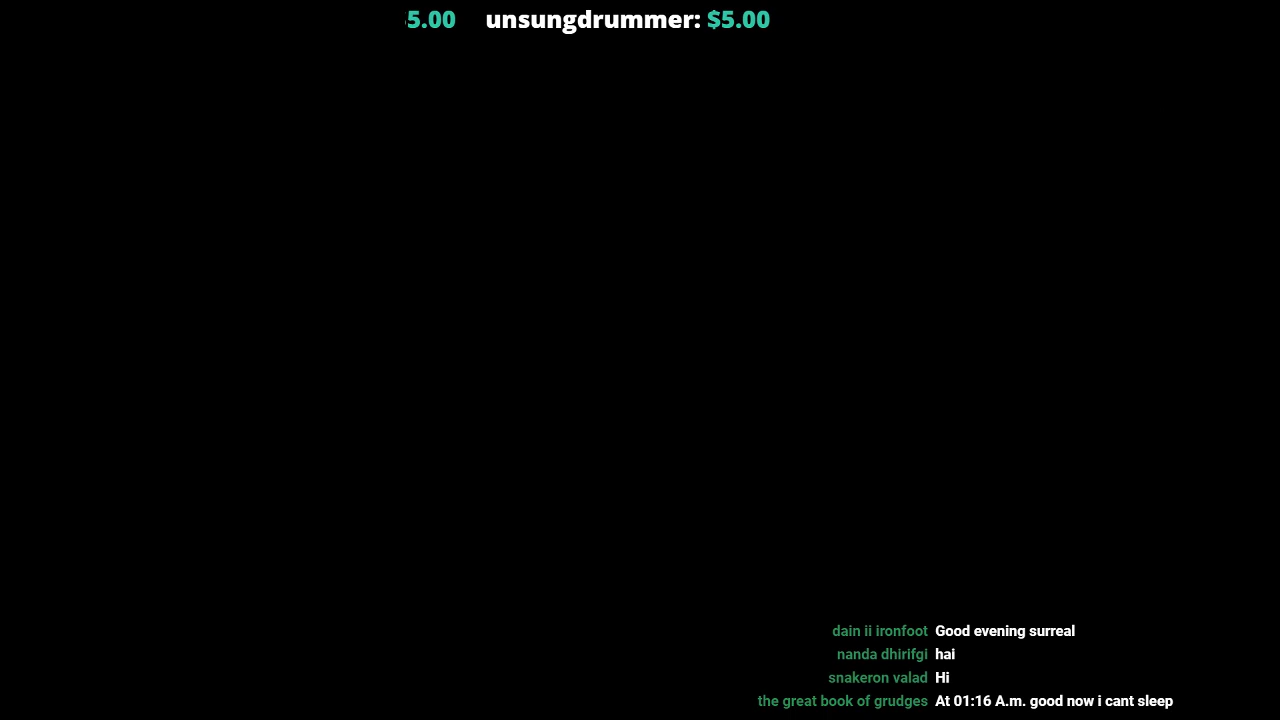 5.00 unsungdrummer: $5.00
dain ii ironfoot Good evening surreal
nanda dhirifgi hai
snakeron valad Hi
the great book of grudges At 01:16 A.m. good now i cant sleep